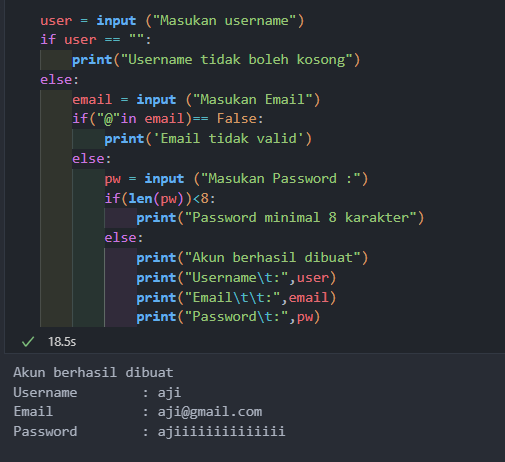 user = input ("Masukan username")
if user == "":
    print("Username tidak boleh kosong")
else:
    email = input ("Masukan Email")
    if("@"in email)== False:
        print('Email tidak valid')
    else:
        pw = input ("Masukan Password :")
        if(len(pw))<8:
            print("Password minimal 8 karakter")
        else:
            print("Akun berhasil dibuat")
            print("Username\t:",user)
            print("Email\t\t:",email)
            print("Password\t:",pw)
18.5s
Akun berhasil dibuat
Username        : aji
Email           : aji@gmail.com
Password        : ajiiiiiiiiiiiiii